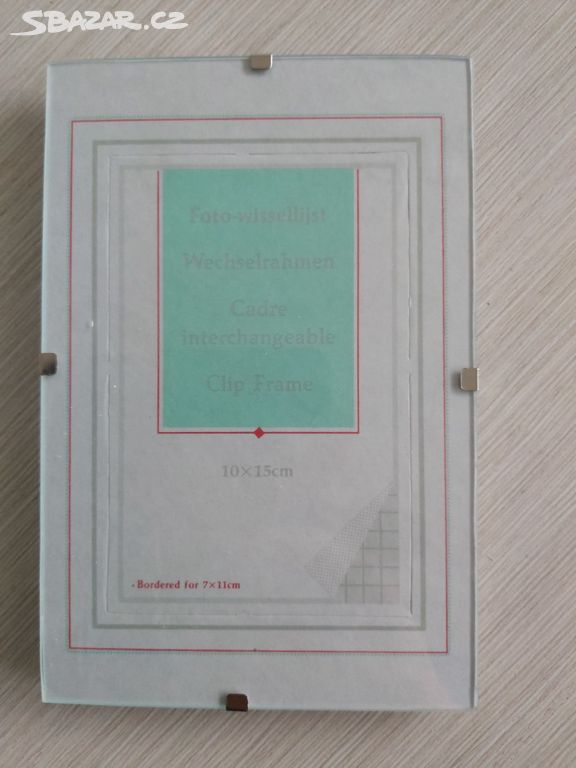 SBAZAR.CZ
Foto-wissellijst
Wechselrahmen
Cadre
interchangeable
Clip Frame
10×15cm
- Bordered for 7×11cm